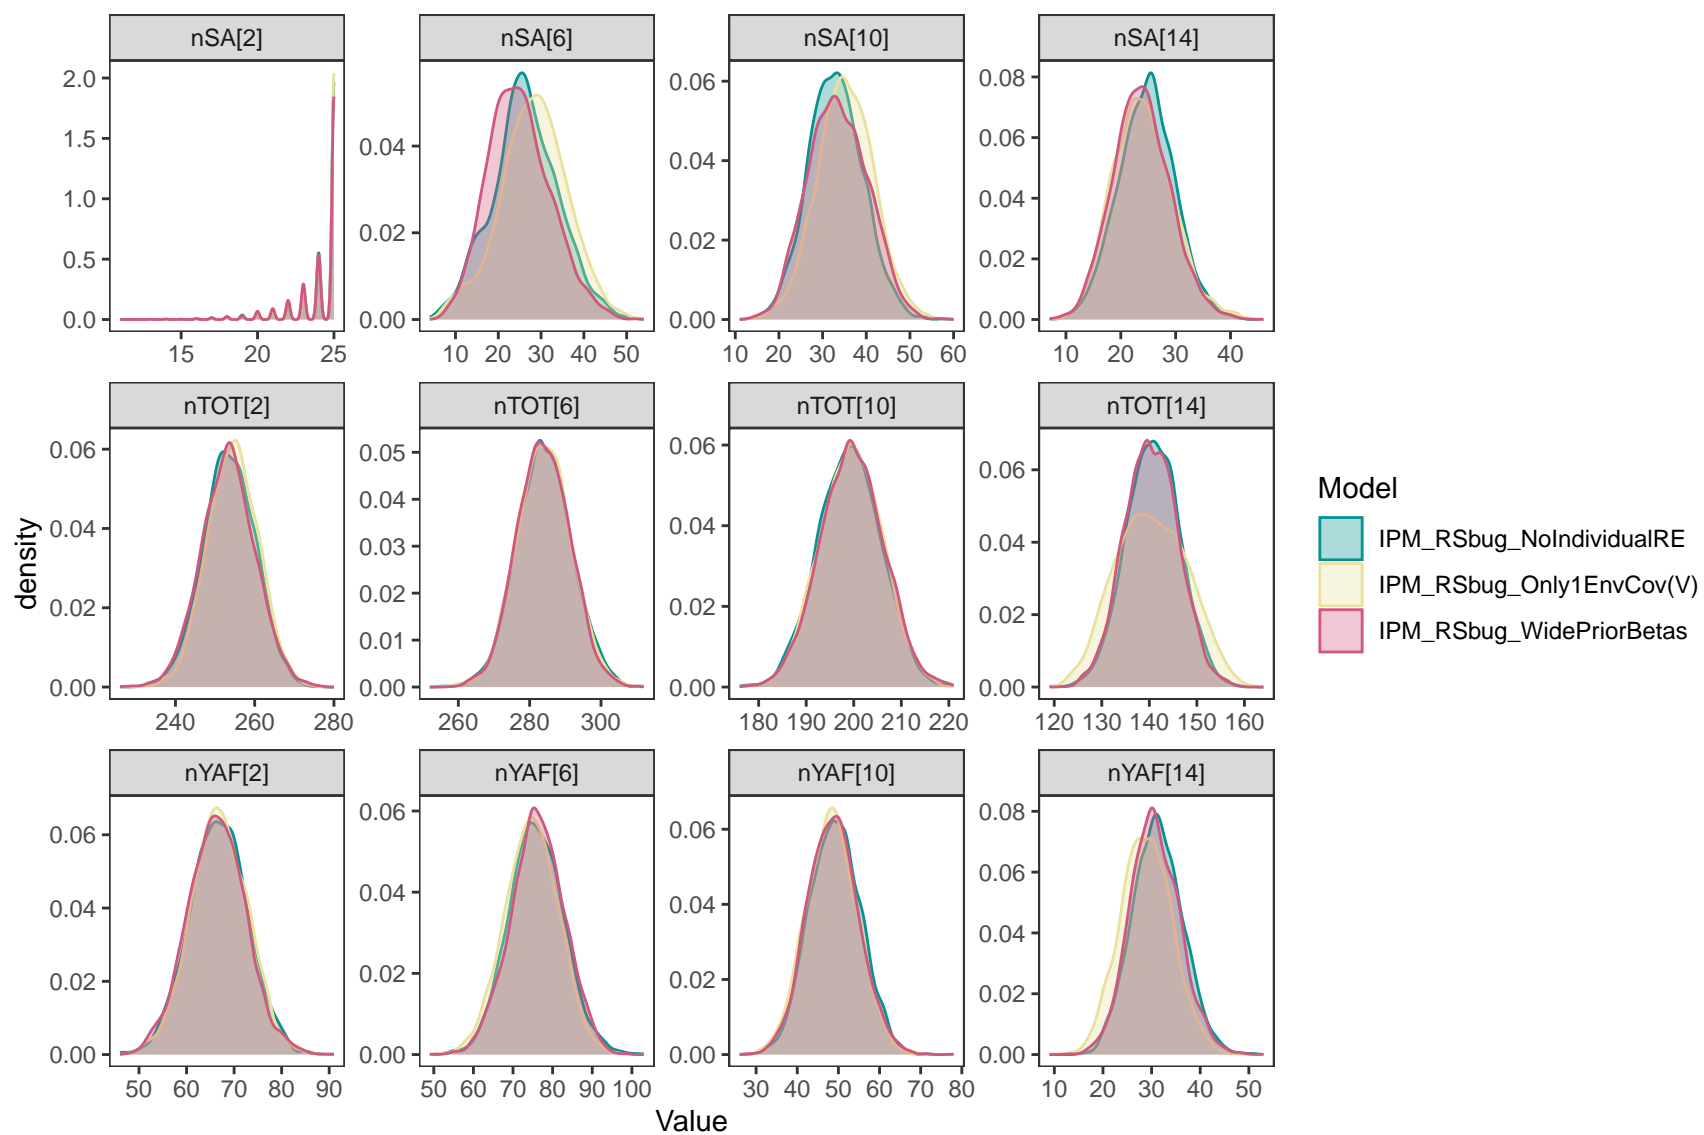 nSA[2] nSA[6] nSA[10] nSA[14]
2.0
1.5
1.0
0.5
0.0
0.04
0.02
0.00
0.06
0.04
0.02
0.00
0.08
0.06
0.04
0.02
0.00
15 20 25
10 20 30 40 50
10 20 30 40 50 60
10 20 30 40
nTOT[2] nTOT[6] nTOT[10] nTOT[14]
0.06
0.04
0.02
0.00
0.05
0.04
0.03
0.02
0.01
0.00
0.06
0.04
0.02
0.00
0.06
0.04
0.02
0.00
240 260 280
260 280 300
180 190 200 210 220
120 130 140 150 160
nYAF[2] nYAF[6] nYAF[10] nYAF[14]
0.06
0.04
0.02
0.00
0.06
0.04
0.02
0.00
0.06
0.04
0.02
0.00
0.08
0.06
0.04
0.02
0.00
50 60 70 80 90
50 60 70 80 90 100
30 40 50 60 70 80
10 20 30 40 50
density
Value
Model
IPM_RSbug_NoIndividualRE
IPM_RSbug_Only1EnvCov(V)
IPM_RSbug_WidePriorBetas